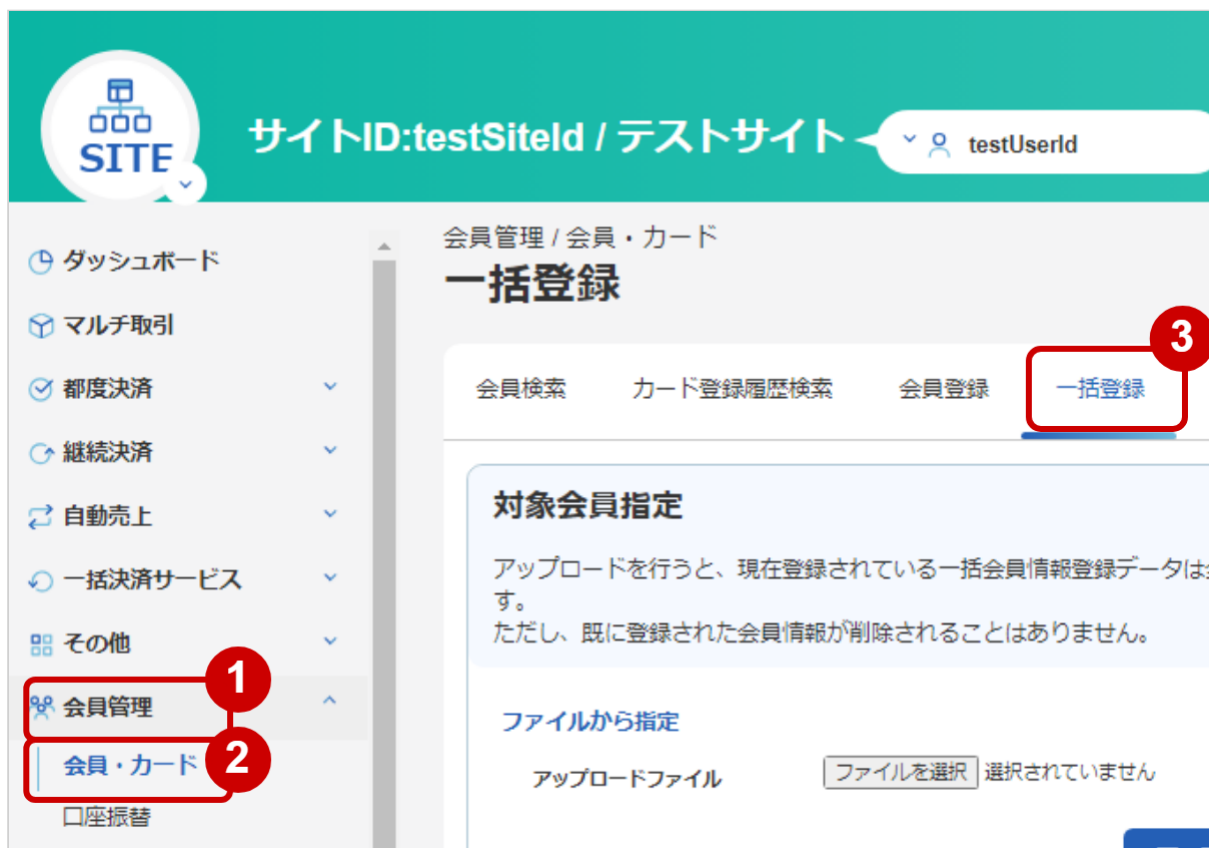 SITE
サイトID:testSiteId / テストサイト
testUserId
ダッシュボード
マルチ取引
都度決済
継続決済
自動売上
一括決済サービス
その他
会員管理
1
会員・カード
2
口座振替
会員管理 / 会員・カード
一括登録
3
会員検索 カード登録履歴検索 会員登録 一括登録
対象会員指定
アップロードを行うと、現在登録されている一括会員情報登録データは
す。
ただし、既に登録された会員情報が削除されることはありません。
ファイルから指定
アップロードファイル ファイルを選択 選択されていません